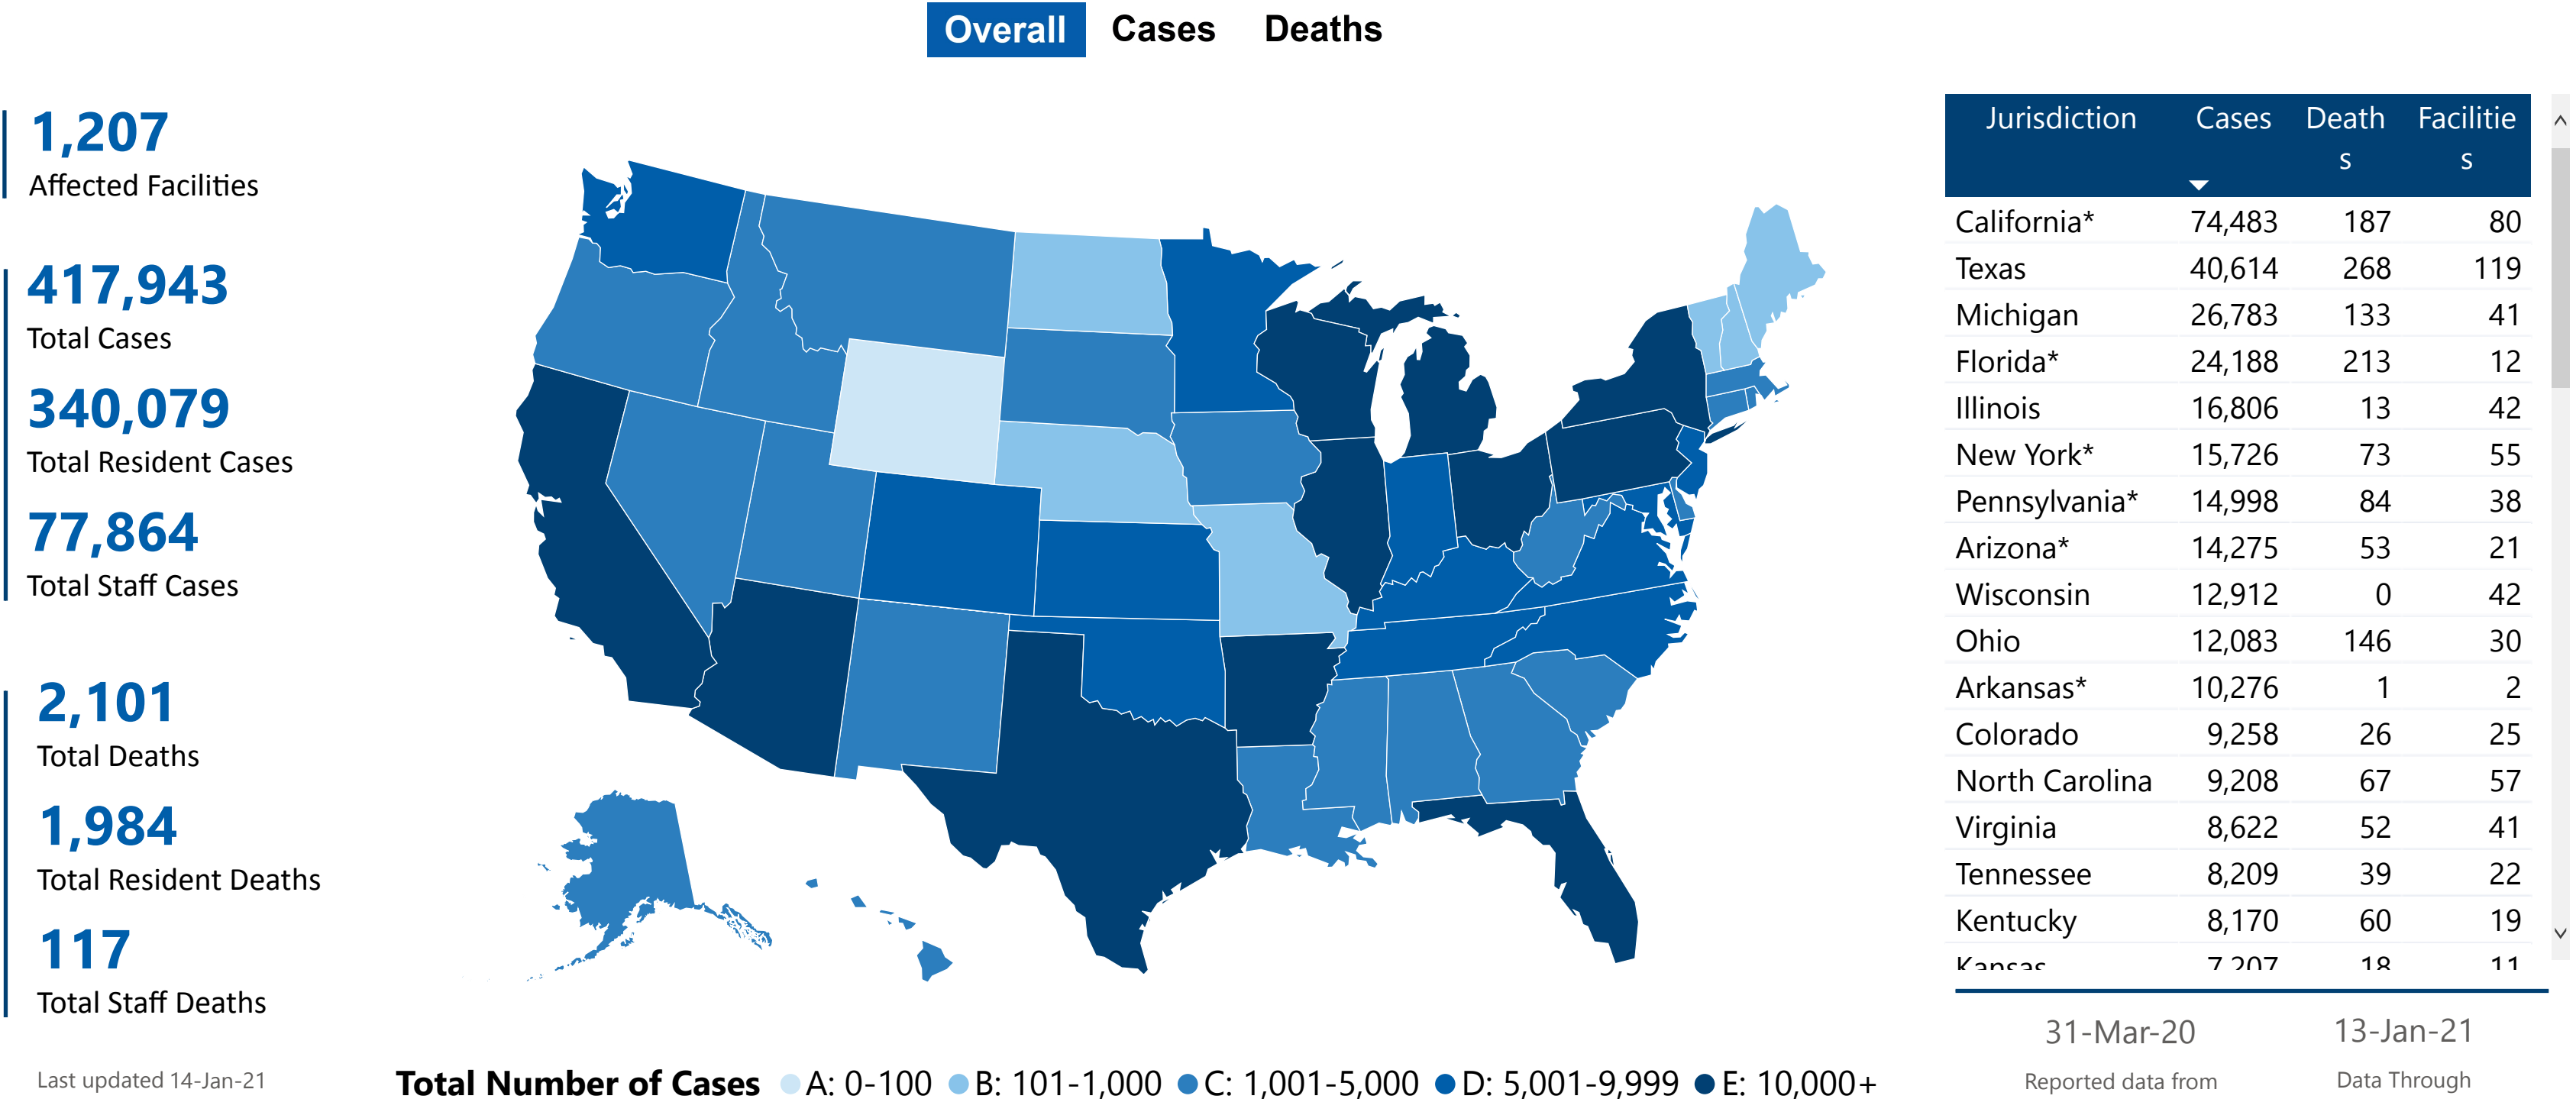 Overall Cases Deaths
1,207
Affected Facilities
417,943
Total Cases
340,079
Total Resident Cases
77,864
Total Staff Cases
2,101
Total Deaths
1,984
Total Resident Deaths
117
Total Staff Deaths
Last updated 14-Jan-21
Total Number of Cases A: 0-100 B: 101-1,000 C: 1,001-5,000 D: 5,001-9,999 E: 10,000+
Jurisdiction Cases Death Facilitie
s s
California* 74,483 187 80
Texas 40,614 268 119
Michigan 26,783 133 41
Florida* 24,188 213 12
Illinois 16,806 13 42
New York* 15,726 73 55
Pennsylvania* 14,998 84 38
Arizona* 14,275 53 21
Wisconsin 12,912 0 42
Ohio 12,083 146 30
Arkansas* 10,276 1 2
Colorado 9,258 26 25
North Carolina 9,208 67 57
Virginia 8,622 52 41
Tennessee 8,209 39 22
Kentucky 8,170 60 19
Kansas 7,207 18 11
31-Mar-20 13-Jan-21
Reported data from Data Through